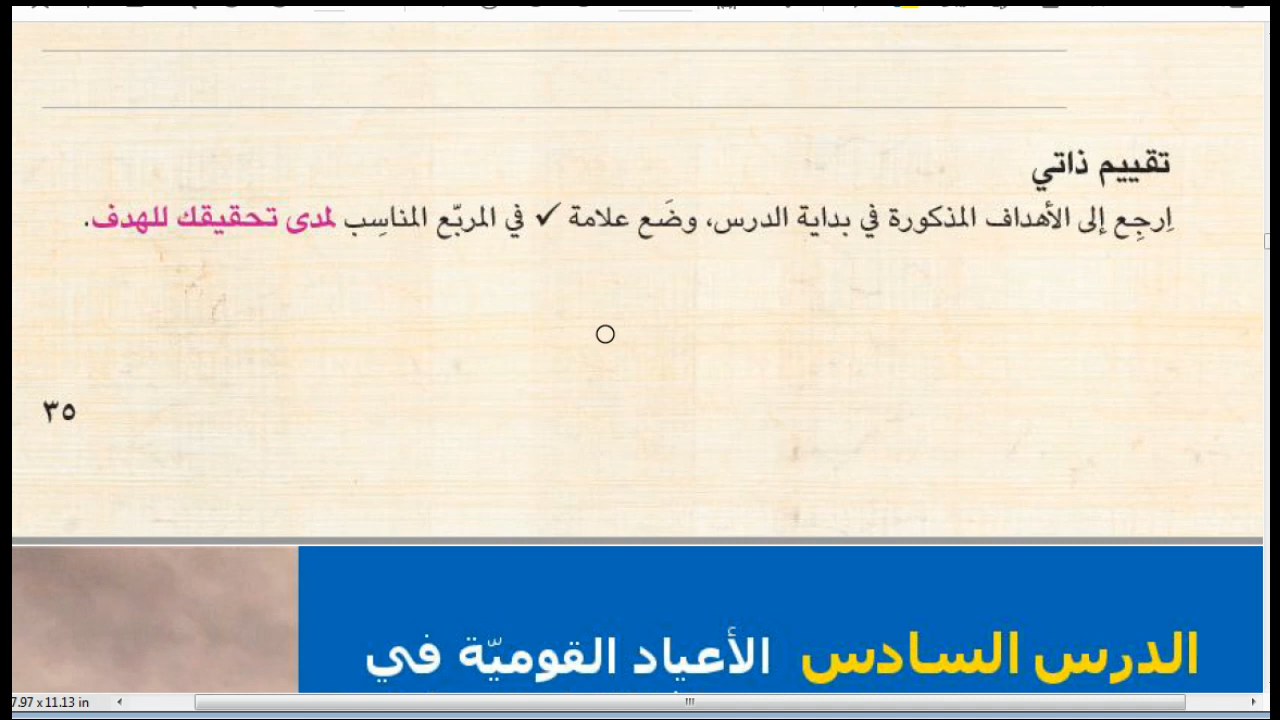 تقييم ذاتي
اِرجِع إلى الأهداف المذكورة في بداية الدرس، وضَع علامة ✓ في المربّع المناسِب لمدى تحقيقك للهدف.
٣٥
الدرس السادس الأعياد القوميّة في
7.97 x 11.13 in